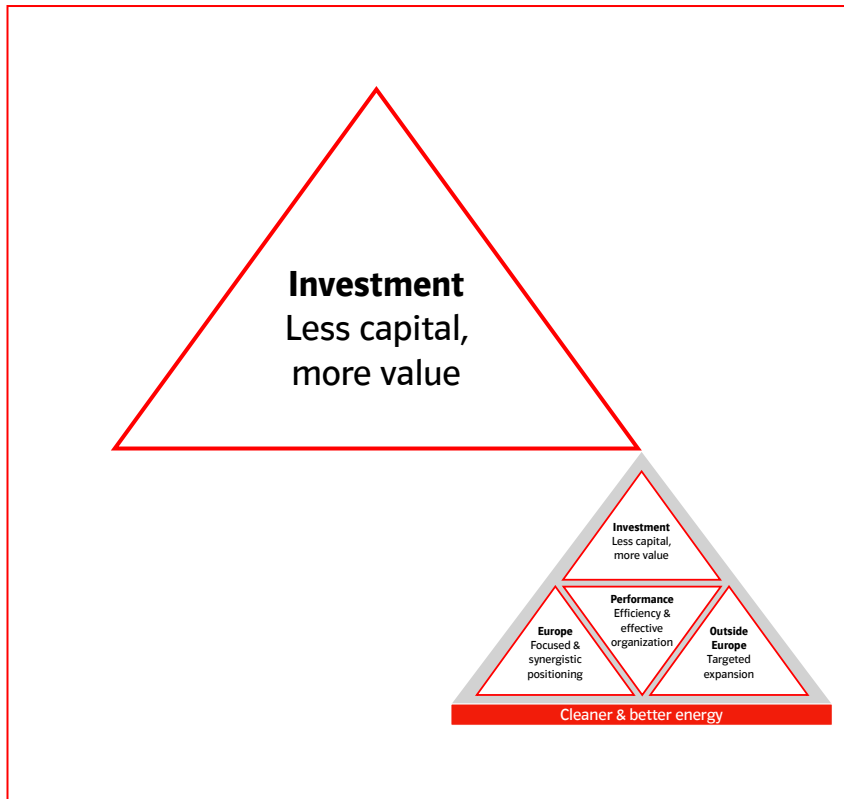 Investment
Less capital,
more value
Investment
Less capital,
more value
Performance
Efficiency &
effective
organization
Europe
Focused &
synergistic
positioning
Outside
Europe
Targeted
expansion
Cleaner & better energy